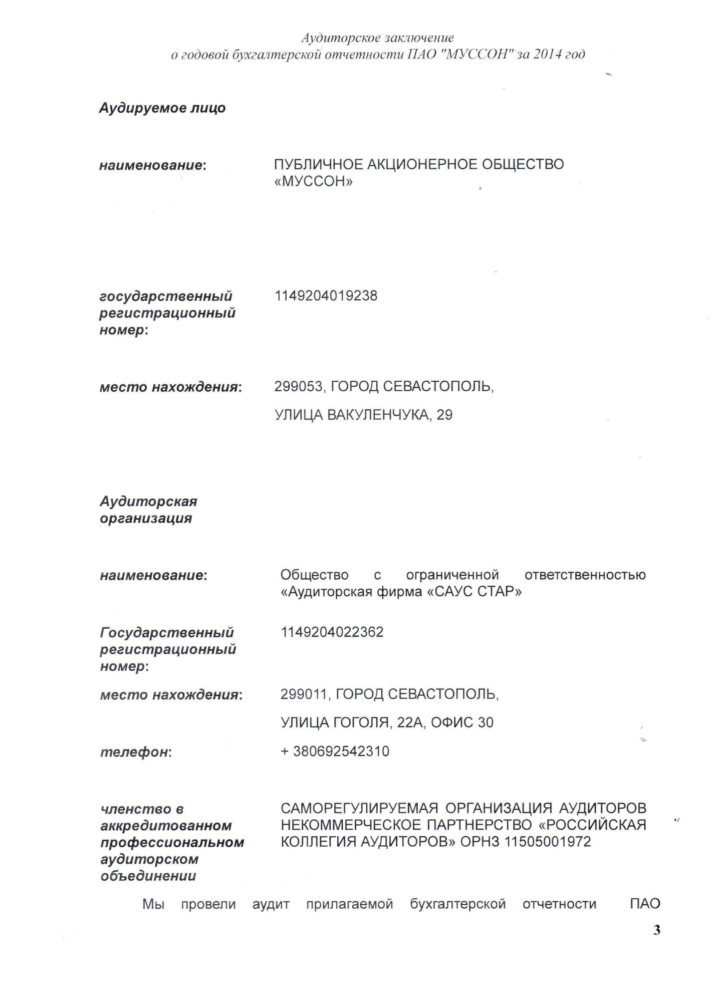 Аудиторское заключение
о годовой бухгалтерской отчетности ПАО "МУССОН" за 2014 год
Аудируемое лицо
наименование: ПУБЛИЧНОЕ АКЦИОНЕРНОЕ ОБЩЕСТВО
«МУССОН»
государственный 1149204019238
регистрационный
номер:
место нахождения: 299053, ГОРОД СЕВАСТОПОЛЬ,
УЛИЦА ВАКУЛЕНЧУКА, 29
Аудиторская
организация
наименование: Общество с ограниченной ответственностью
«Аудиторская фирма «САУС СТАР»
Государственный 1149204022362
регистрационный
номер:
место нахождения: 299011, ГОРОД СЕВАСТОПОЛЬ,
УЛИЦА ГОГОЛЯ, 22А, ОФИС 30
телефон: + 380692542310
членство в САМОРЕГУЛИРУЕМАЯ ОРГАНИЗАЦИЯ АУДИТОРОВ
аккредитованном НЕКОММЕРЧЕСКОЕ ПАРТНЕРСТВО «РОССИЙСКАЯ
профессиональном КОЛЛЕГИЯ АУДИТОРОВ» ОРНЗ 11505001972
аудиторском
объединении
Мы провели аудит прилагаемой бухгалтерской отчетности ПАО
3